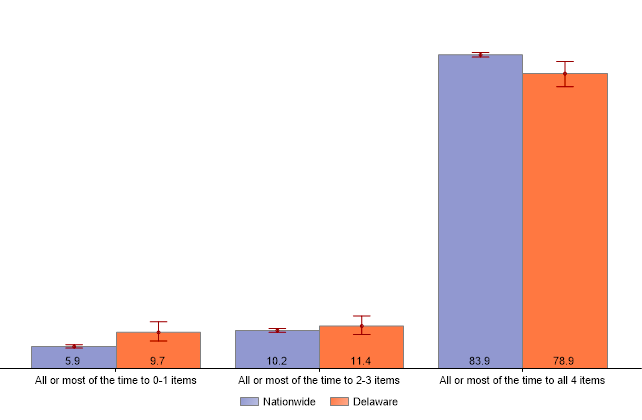 5.9 9.7 10.2 11.4 83.9 78.9
All or most of the time to 0-1 items All or most of the time to 2-3 items All or most of the time to all 4 items
Nationwide Delaware